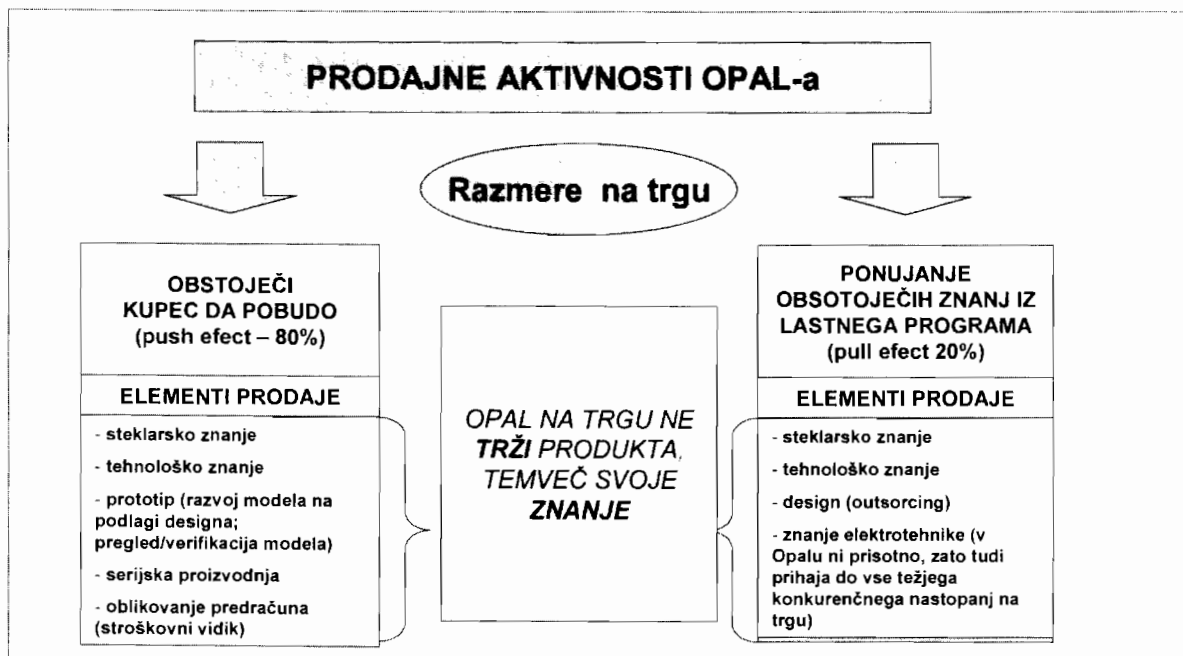 PRODAJNE AKTIVNOSTI OPAL-a
Razmere na trgu
OBSTOJEČI
KUPEC DA POBUDO
(push efect – 80%)
ELEMENTI PRODAJE
- steklarsko znanje
- tehnološko znanje
- prototip (razvoj modela na
podlagi designa;
pregled/verifikacija modela)
- serijska proizvodnja
- oblikovanje predračuna
(stroškovni vidik)
OPAL NA TRGU NE
TRŽI PRODUKTA,
TEMVEČ SVOJE
ZNANJE
PONUJANJE
OBSOTOJEČIH ZNANJ IZ
LASTNEGA PROGRAMA
(pull efect 20%)
ELEMENTI PRODAJE
- steklarsko znanje
- tehnološko znanje
- design (outsorcing)
- znanje elektrotehnike (v
Opalu ni prisotno, zato tudi
prihaja do vse težjega
konkurenčnega nastopanj na
trgu)